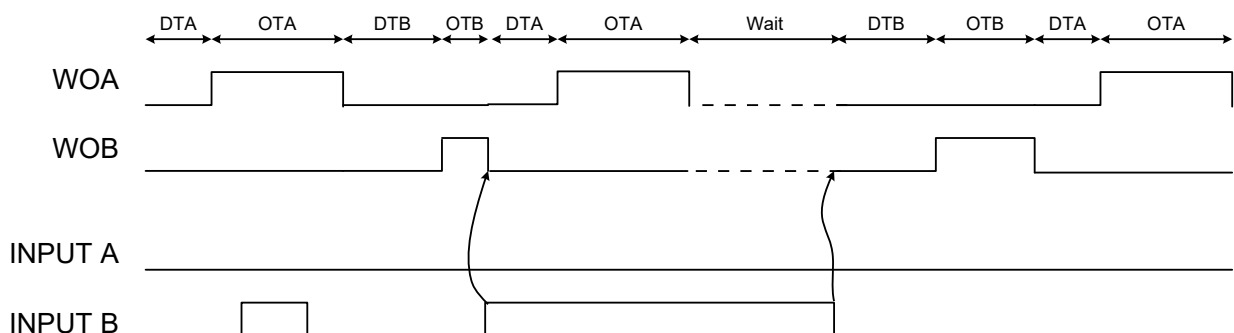 DTA OTA DTB OTB DTA OTA Wait DTB OTB DTA OTA
WOA
WOB
INPUT A
INPUT B